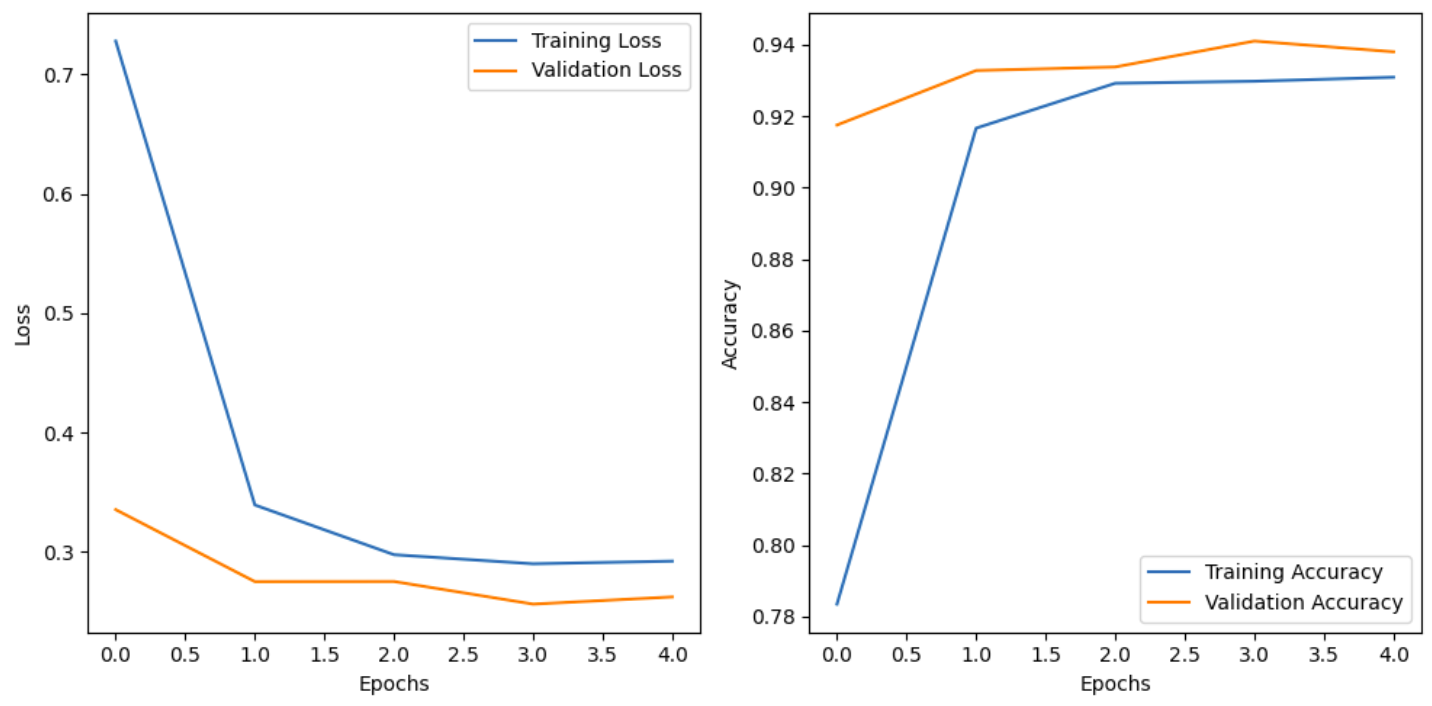 Training Loss
Validation Loss
0.7
0.6
0.5
0.4
0.3
Loss
0.0 0.5 1.0 1.5 2.0 2.5 3.0 3.5 4.0
Epochs
0.94
0.92
0.90
0.88
0.86
0.84
0.82
0.80
0.78
Accuracy
Training Accuracy
Validation Accuracy
0.0 0.5 1.0 1.5 2.0 2.5 3.0 3.5 4.0
Epochs